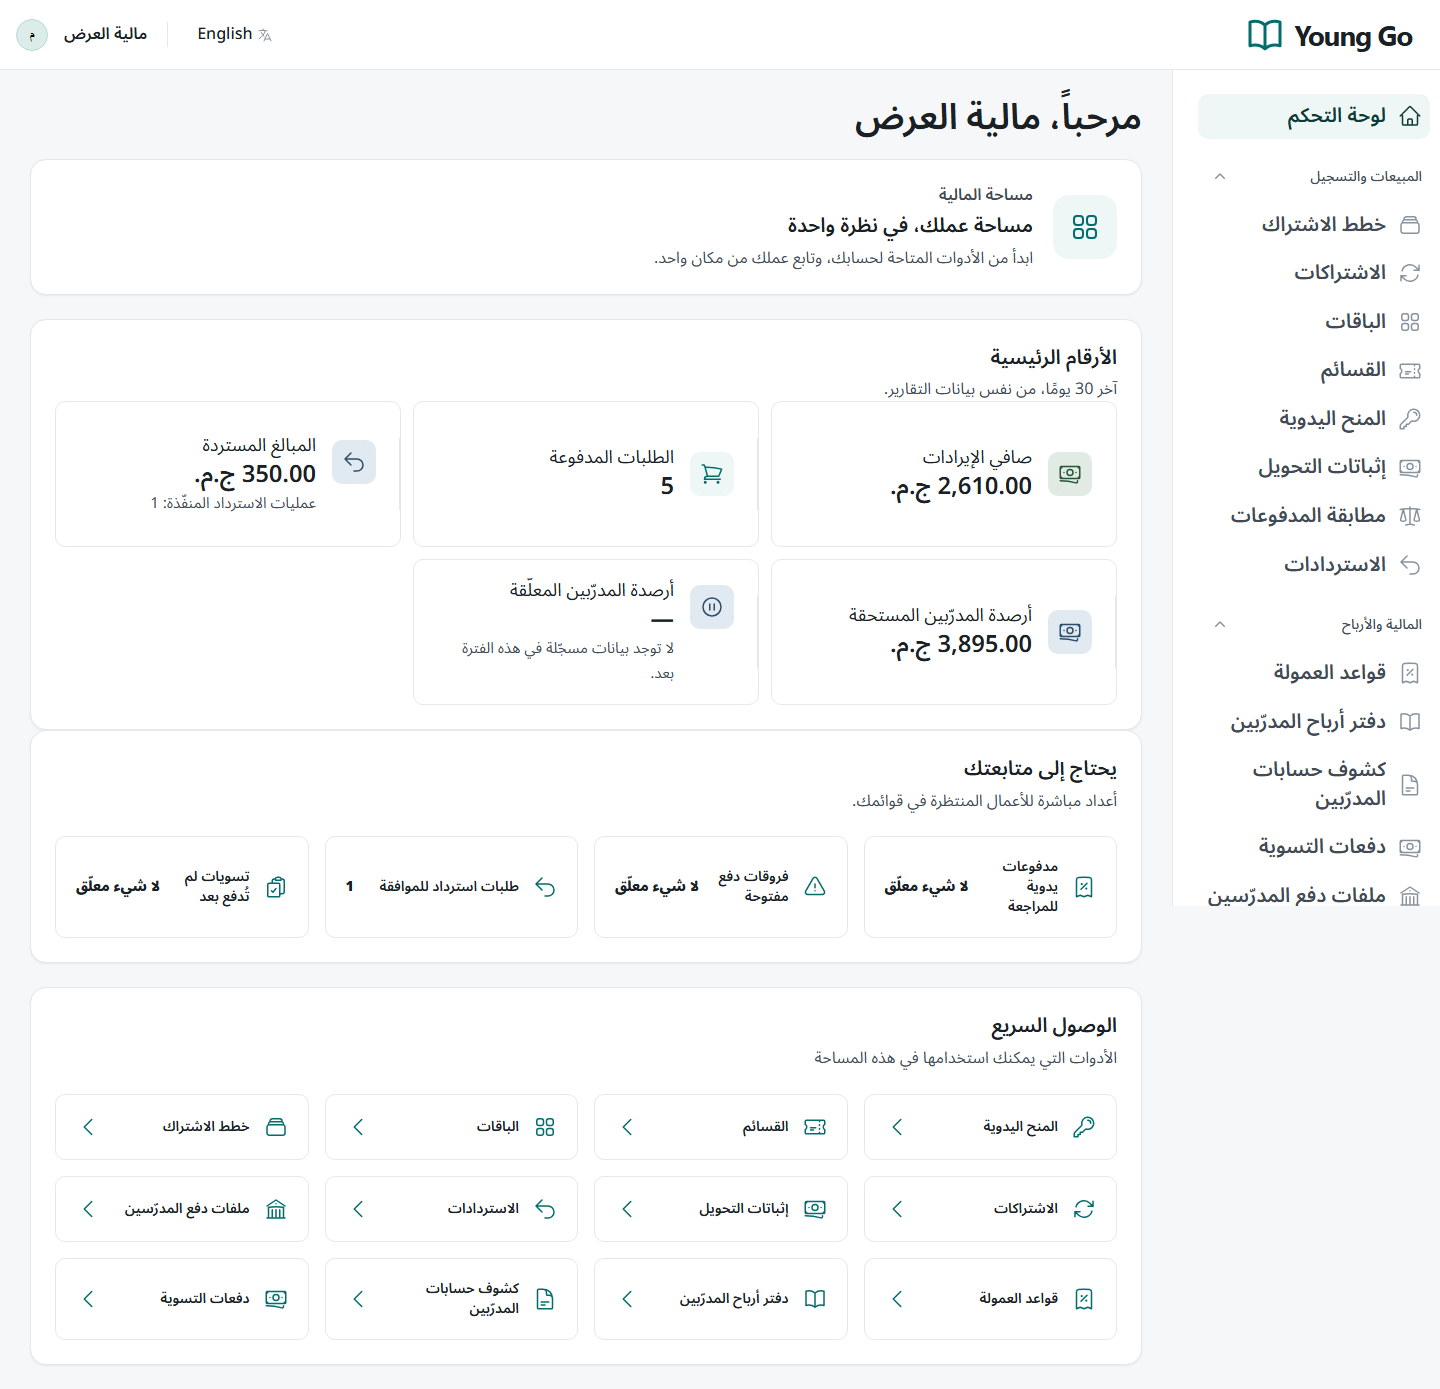 Young Go
English
مالية العرض
م
لوحة التحكم
المبيعات والتسجيل
خطط الاشتراك
الاشتراكات
الباقات
القسائم
المنح اليدوية
إثباتات التحويل
مطابقة المدفوعات
الاستردادات
المالية والأرباح
قواعد العمولة
دفتر أرباح المدرّبين
كشوف حسابات
المدرّبين
دفعات التسوية
ملفات دفع المدرّسين
مرحباً، مالية العرض
مساحة المالية
مساحة عملك، في نظرة واحدة
ابدأ من الأدوات المتاحة لحسابك، وتابع عملك من مكان واحد.
الأرقام الرئيسية
آخر 30 يومًا، من نفس بيانات التقارير.
صافي الإيرادات
2,610.00 ج.م.
الطلبات المدفوعة
5
المبالغ المستردة
350.00 ج.م.
عمليات الاسترداد المنفّذة: 1
أرصدة المدرّبين المستحقة
3,895.00 ج.م.
أرصدة المدرّبين المعلّقة
—
لا توجد بيانات مسجّلة في هذه الفترة
بعد.
يحتاج إلى متابعتك
أعداد مباشرة للأعمال المنتظرة في قوائمك.
مدفوعات
يدوية
للمراجعة
لا شيء معلّق
فروقات دفع
مفتوحة
لا شيء معلّق
طلبات استرداد للموافقة
1
تسويات لم
تُدفع بعد
لا شيء معلّق
الوصول السريع
الأدوات التي يمكنك استخدامها في هذه المساحة
المنح اليدوية
القسائم
الباقات
خطط الاشتراك
الاشتراكات
إثباتات التحويل
الاستردادات
ملفات دفع المدرّسين
قواعد العمولة
دفتر أرباح المدرّبين
كشوف حسابات
المدرّبين
دفعات التسوية